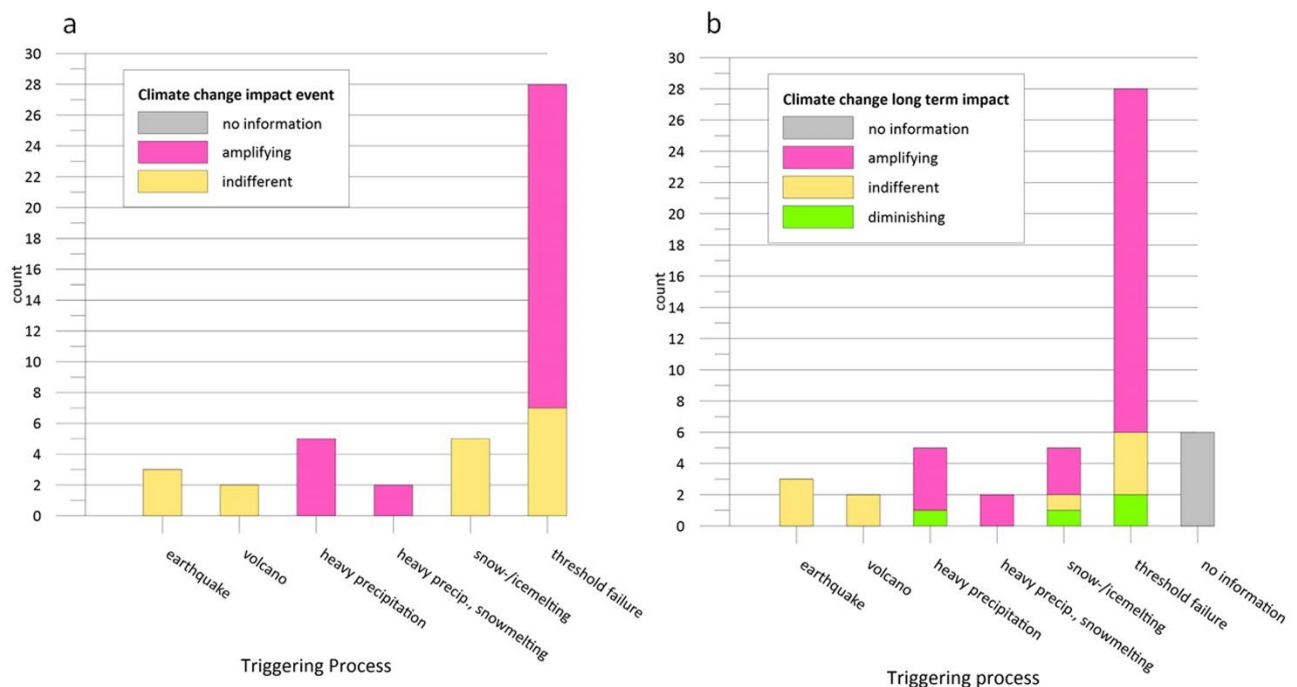 a
30
28
26
24
22
20
18
16
14
12
10
8
6
4
2
0
count
Climate change impact event
no information
amplifying
indifferent
earthquake
volcano
heavy precipitation
heavy precip., snowmelting
snow-/icemelting
threshold failure
Triggering Process
b
30
28
26
24
22
20
18
16
14
12
10
8
6
4
2
0
count
Climate change long term impact
no information
amplifying
indifferent
diminishing
earthquake
volcano
heavy precipitation
heavy precip., snowmelting
snow-/icemelting
threshold failure
no information
Triggering process